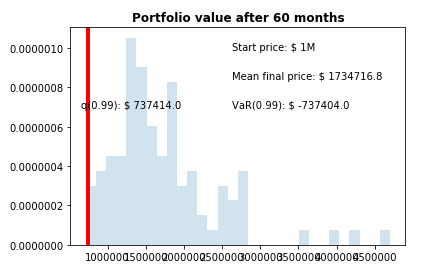 Portfolio value after 60 months
0.0000010
0.0000008
0.0000006
0.0000004
0.0000002
0.0000000
Start price: $ 1M
Mean final price: $ 1734716.8
q(0.99): $ 737414.0
VaR(0.99): $ -737404.0
1000000 1500000 2000000 2500000 3000000 3500000 4000000 4500000